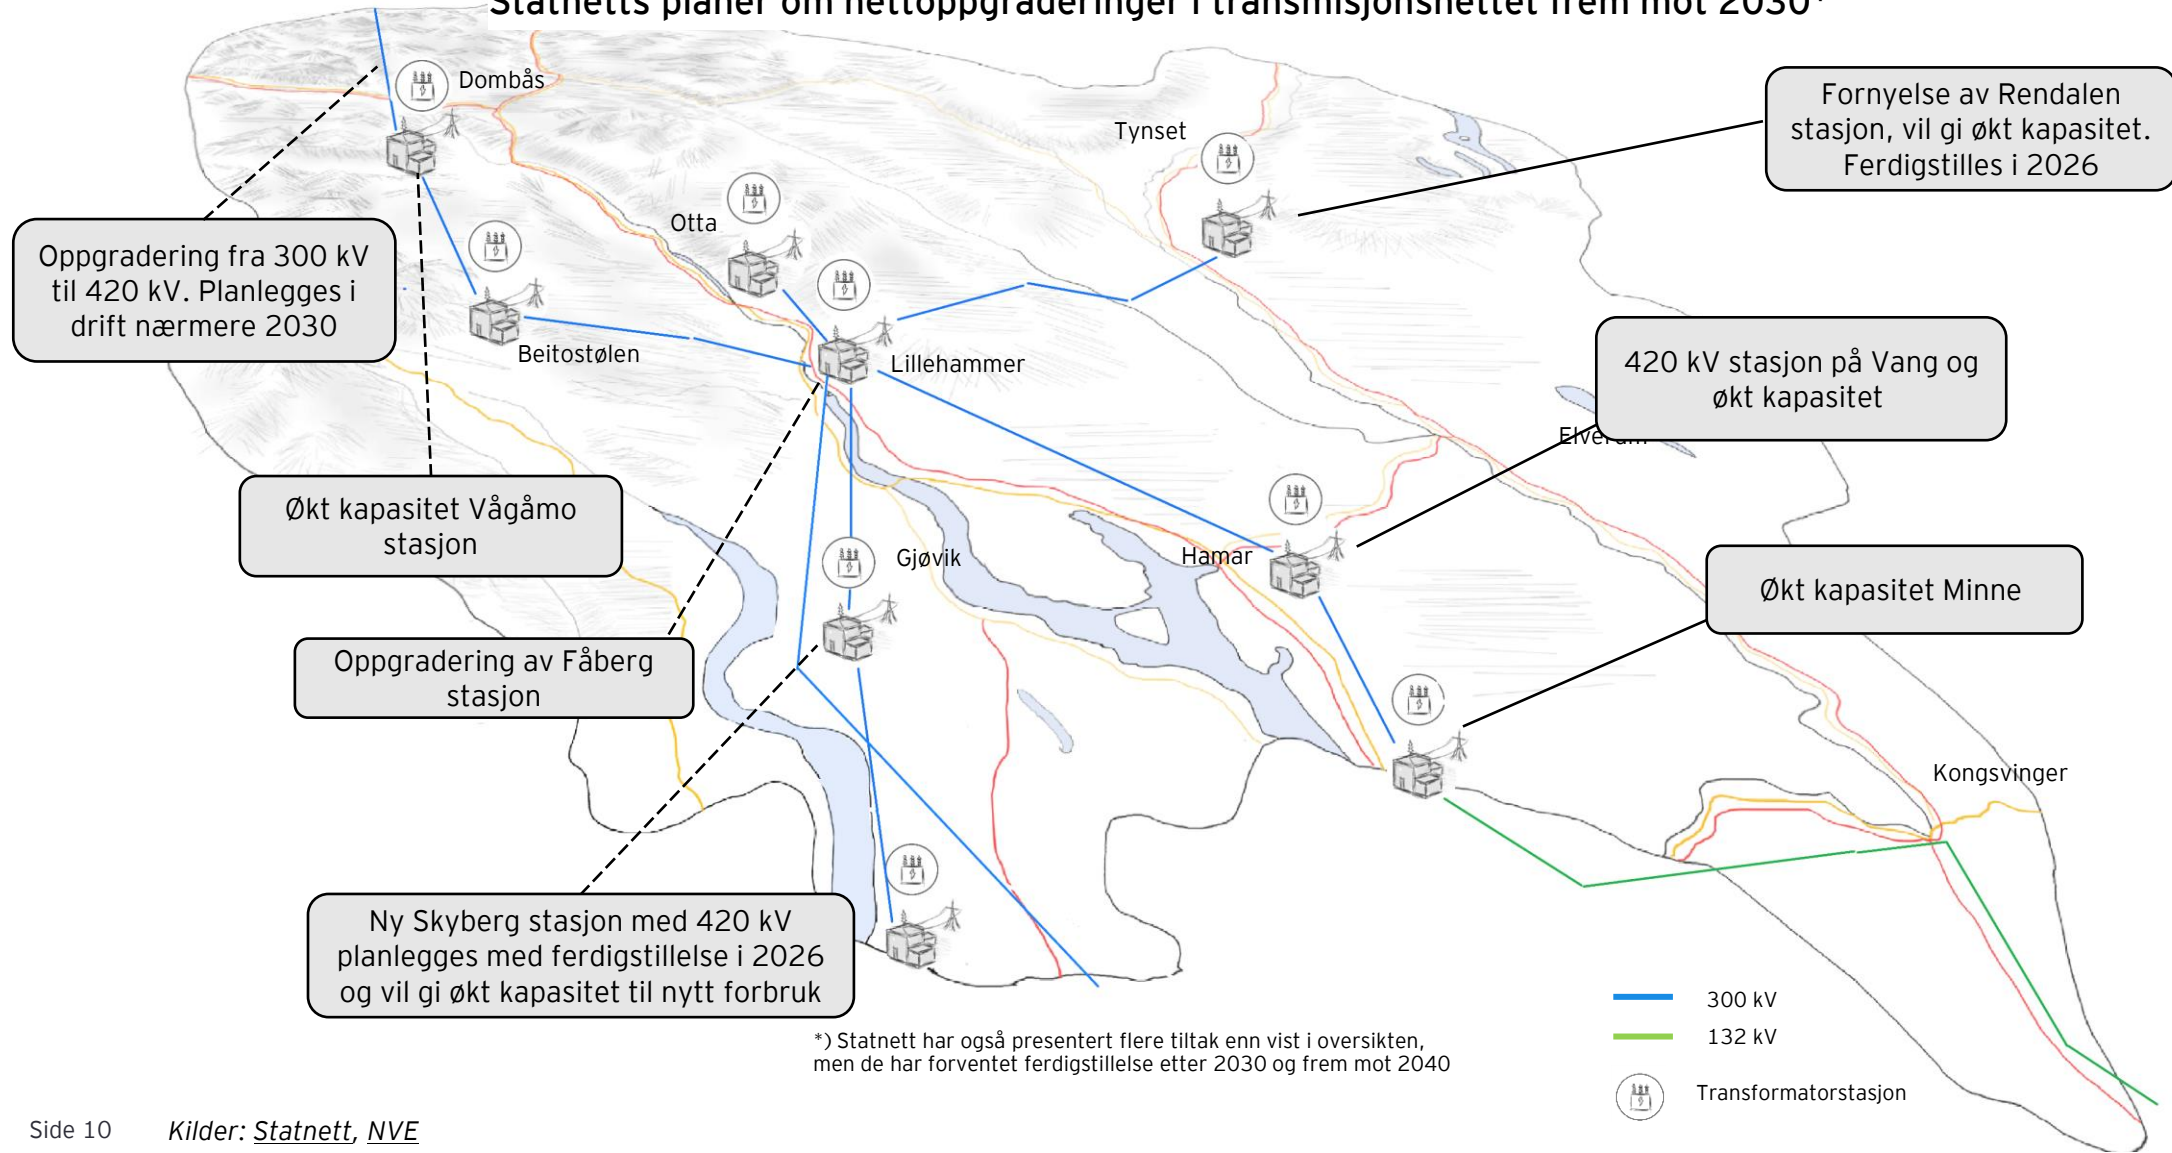 Statnetts planer om nettoppgraderinger i transmisjonsnettet frem mot 2030*
Dombås
Tynset
Fornyelse av Rendalen
stasjon, vil gi økt kapasitet.
Ferdigstilles i 2026
Otta
Oppgradering fra 300 kV
til 420 kV. Planlegges i
drift nærmere 2030
Beitostølen
Lillehammer
420 kV stasjon på Vang og
økt kapasitet
Elverum
Økt kapasitet Vågåmo
stasjon
Gjøvik
Hamar
Økt kapasitet Minne
Oppgradering av Fåberg
stasjon
Kongsvinger
Ny Skyberg stasjon med 420 kV
planlegges med ferdigstillelse i 2026
og vil gi økt kapasitet til nytt forbruk
300 kV
132 kV
Transformatorstasjon
*) Statnett har også presentert flere tiltak enn vist i oversikten,
men de har forventet ferdigstillelse etter 2030 og frem mot 2040
Side 10
Kilder: Statnett, NVE